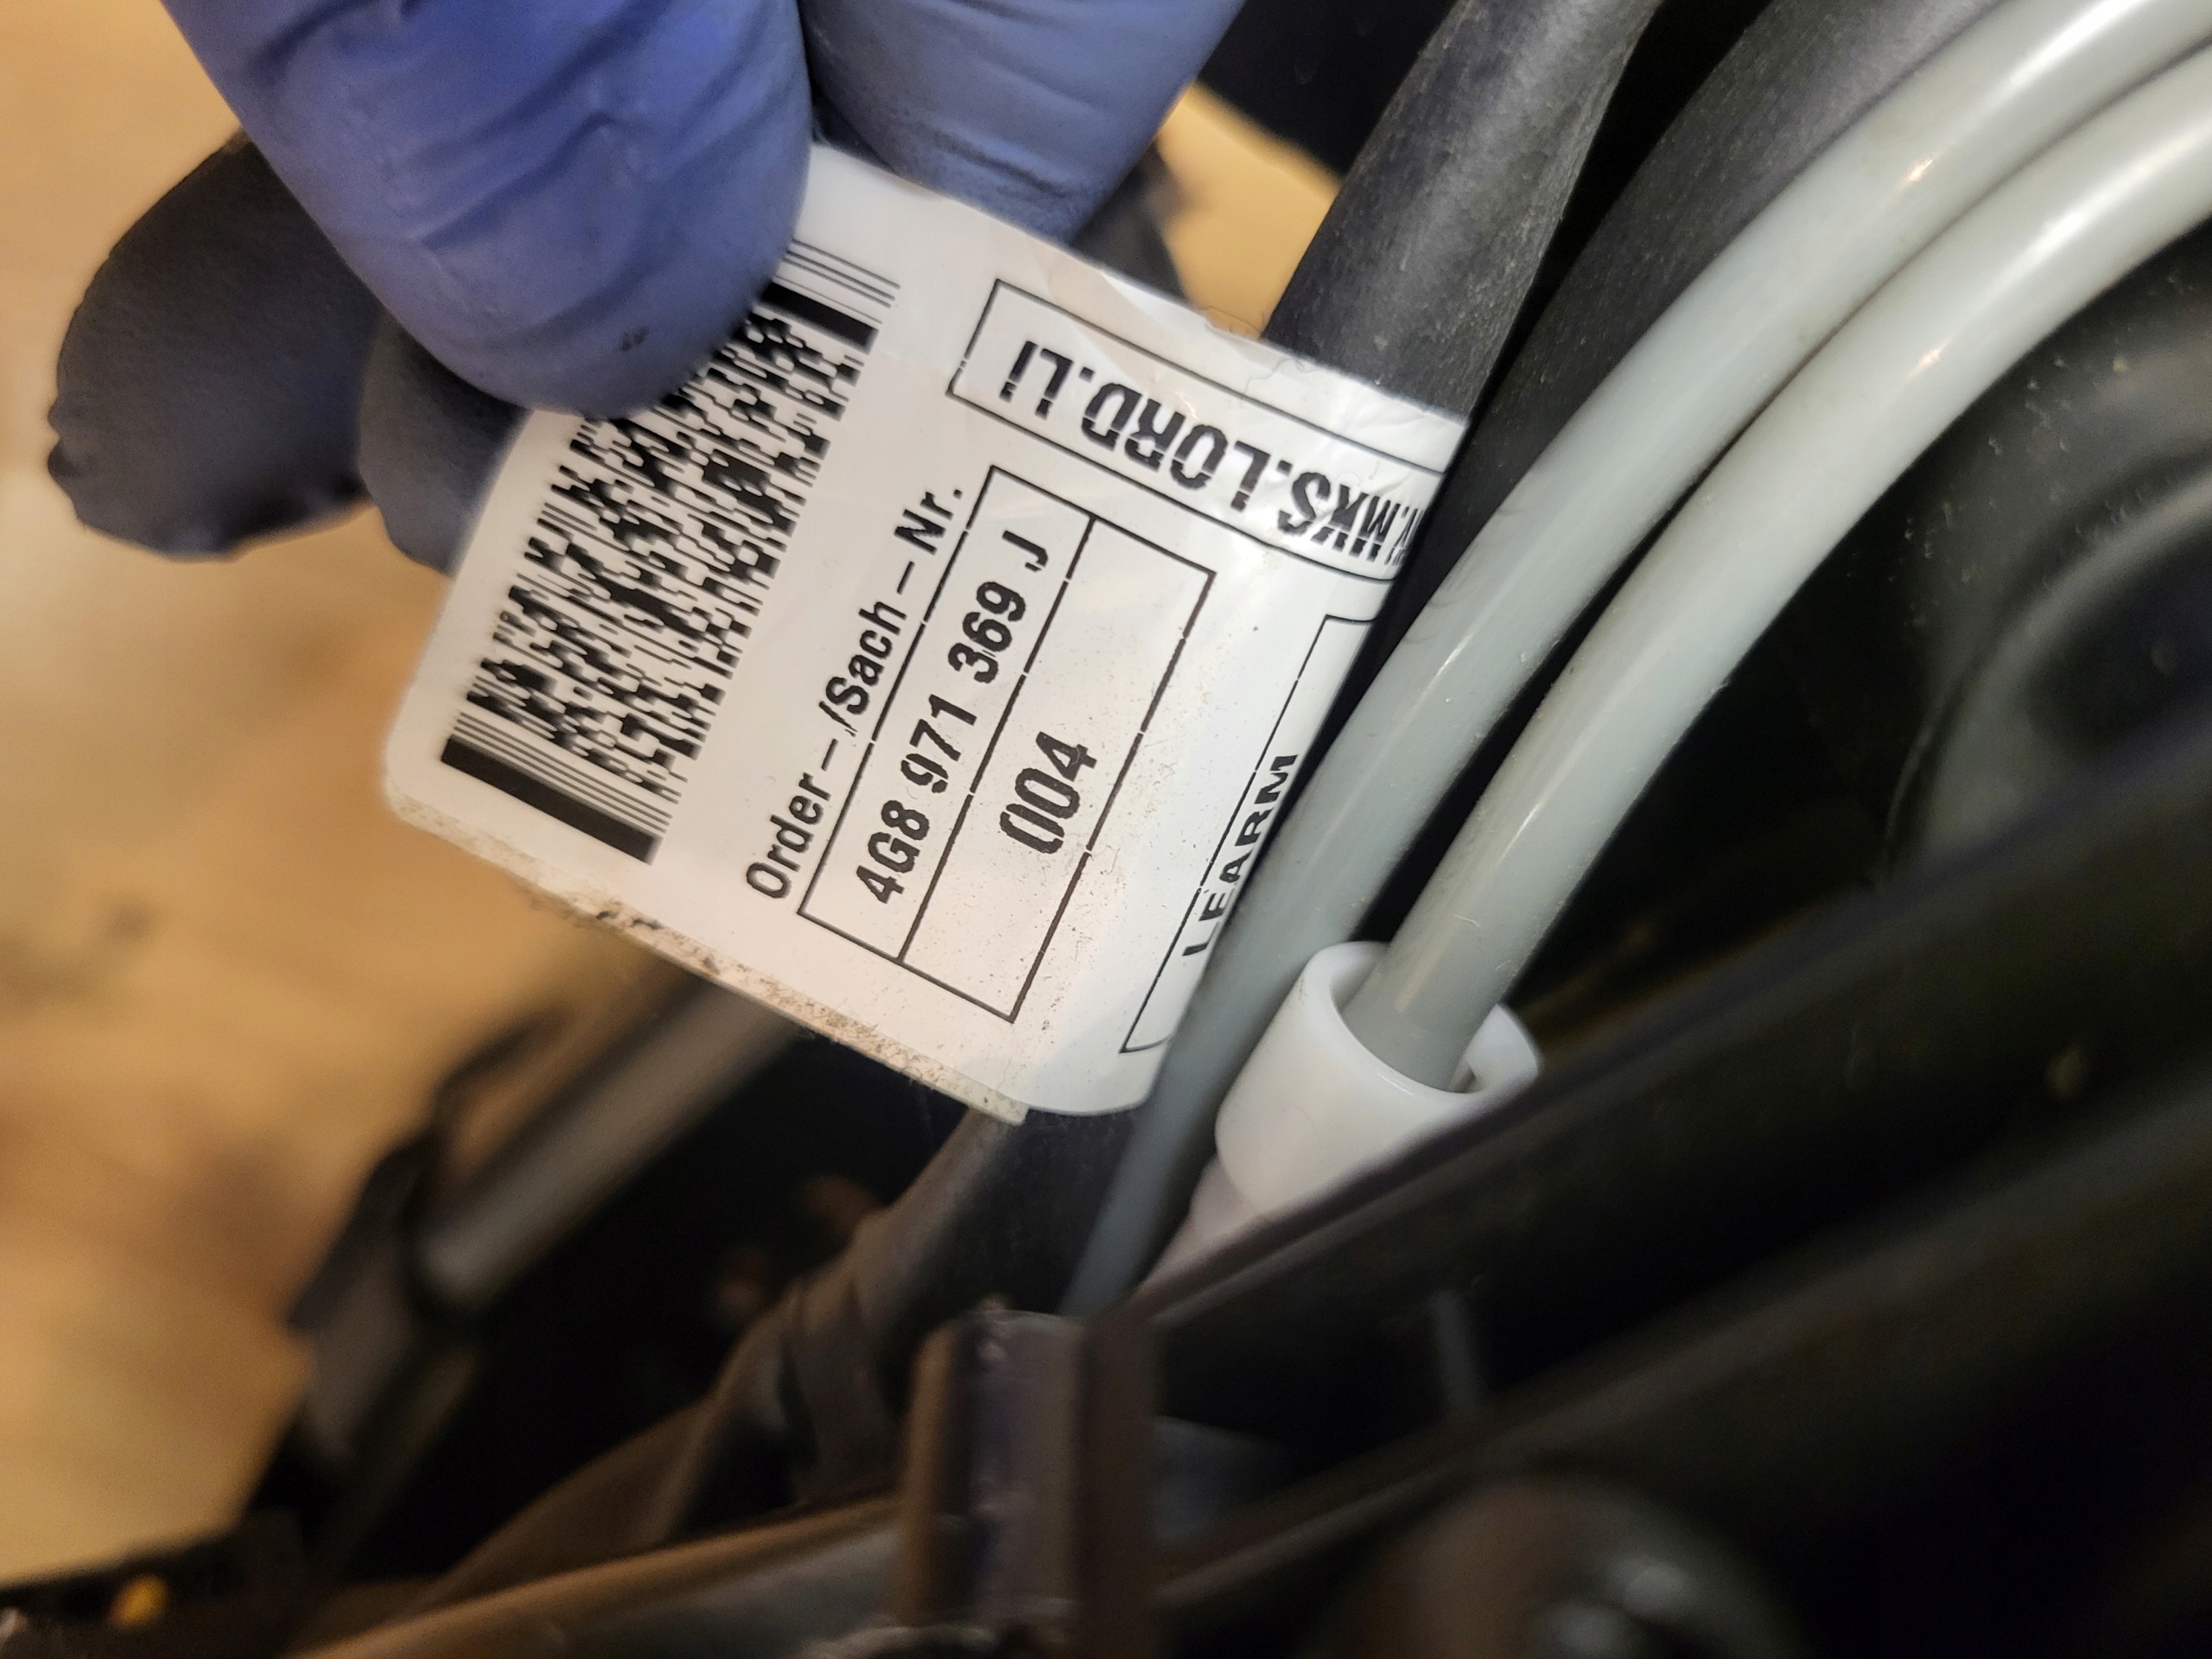 Order-/Sach-Nr.
4G8 971 369 J
004
LEARM
MKS.LORD.LI